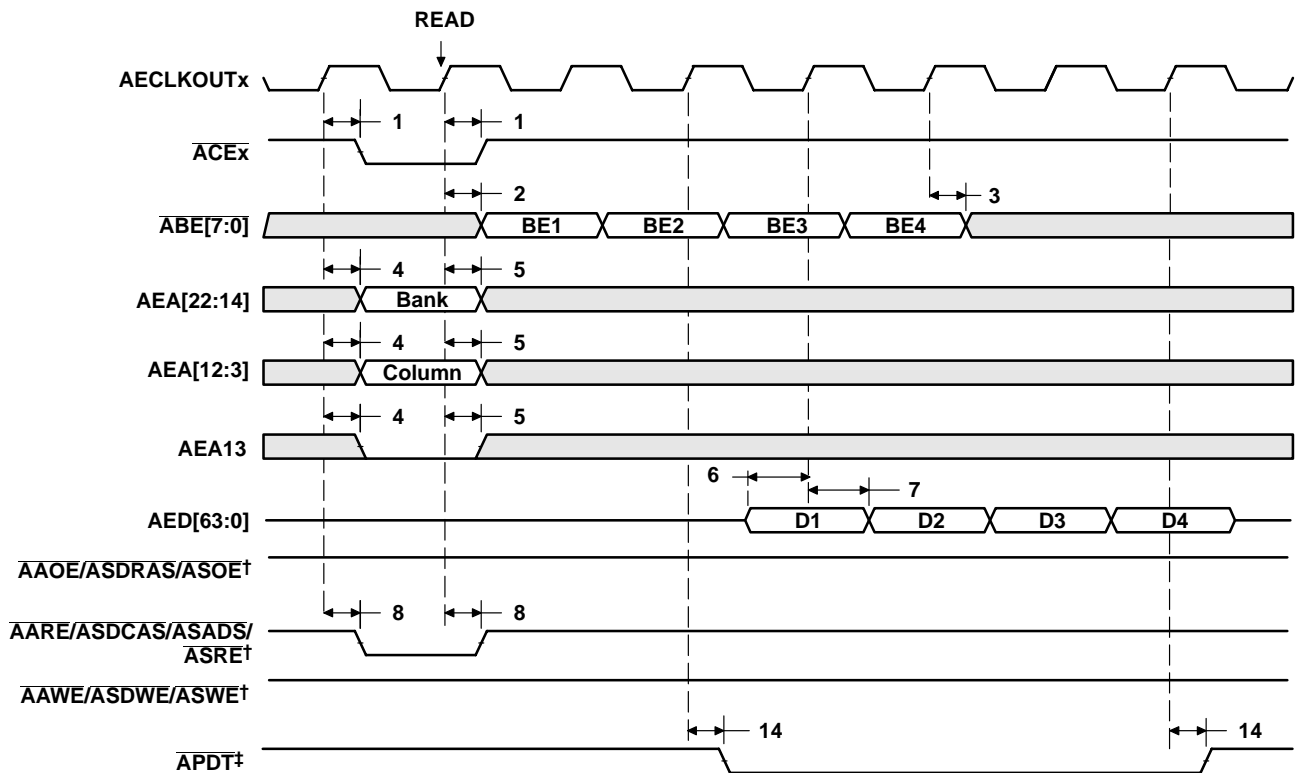 READ
AECLKOUTx
1 1
ACEx
2 3
ABE[7:0] BE1 BE2 BE3 BE4
4 5
AEA[22:14] Bank
4 5
AEA[12:3] Column
4 5
AEA13
6 7
AED[63:0] D1 D2 D3 D4
AAOE/ASDRAS/ASOE†
8 8
AARE/ASDCAS/ASADS/
ASRE†
AAWE/ASDWE/ASWE†
14 14
APDT‡